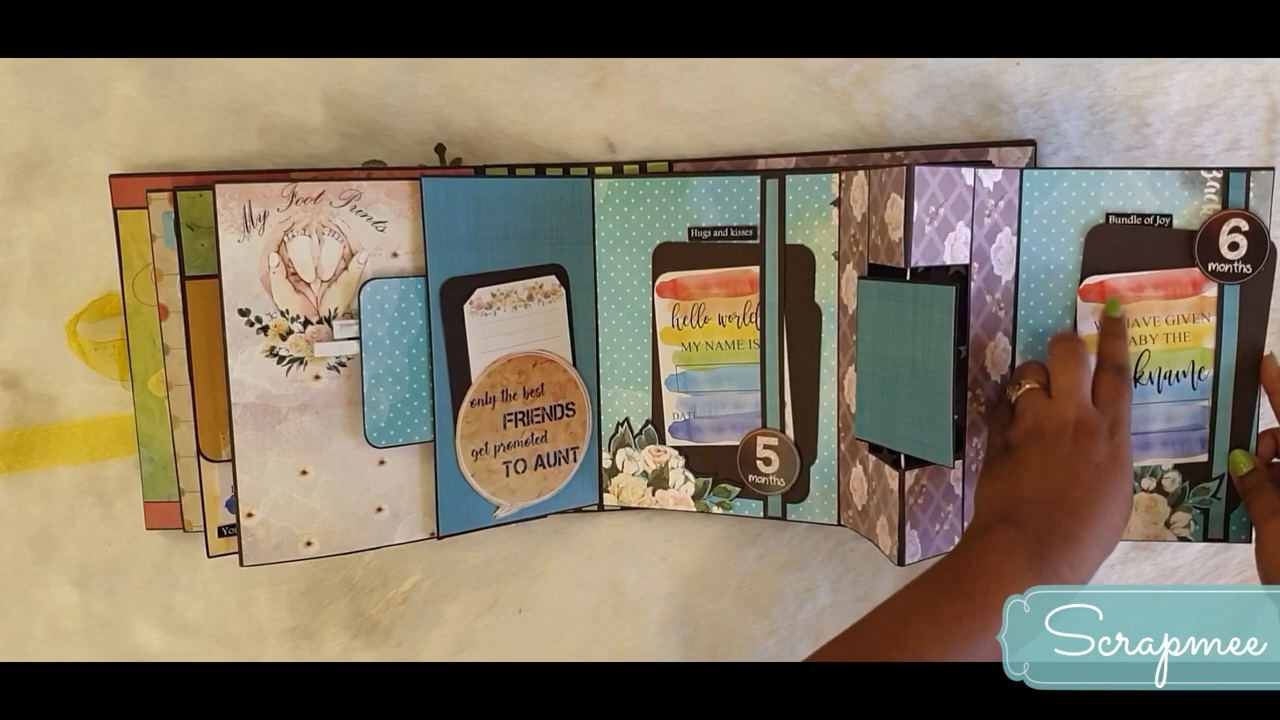 My Foot Prints
only the best
FRIENDS
get promoted
TO AUNT
Hugs and kisses
hello world
MY NAME IS
DATE
5
months
Bundle of Joy
6
months
HAVE GIVEN
ABY THE
kname
You
Scrapmee